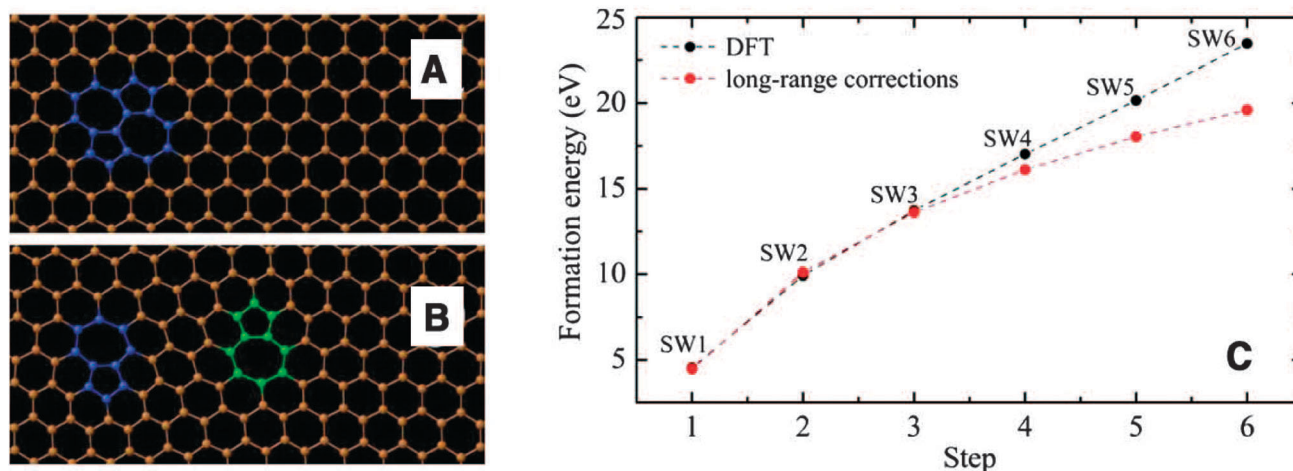 A
B
25
20
15
10
5
Formation energy (eV)
DFT
long-range corrections
SW1
SW2
SW3
SW4
SW5
SW6
C
1 2 3 4 5 6
Step